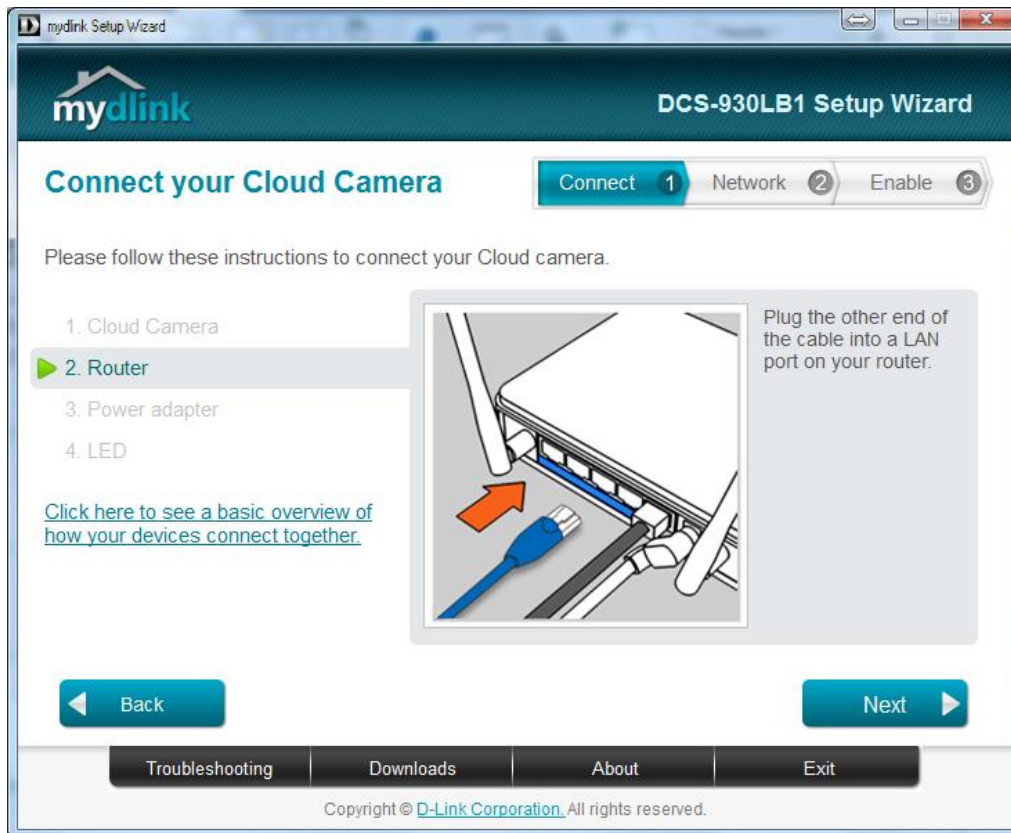 mydlink Setup Wizard
mydlink
DCS-930LB1 Setup Wizard
Connect your Cloud Camera
Connect 1 Network 2 Enable 3
Please follow these instructions to connect your Cloud camera.
1. Cloud Camera
2. Router
3. Power adapter
4. LED
Click here to see a basic overview of
how your devices connect together.
Plug the other end of
the cable into a LAN
port on your router.
Back
Next
Troubleshooting Downloads About Exit
Copyright © D-Link Corporation. All rights reserved.